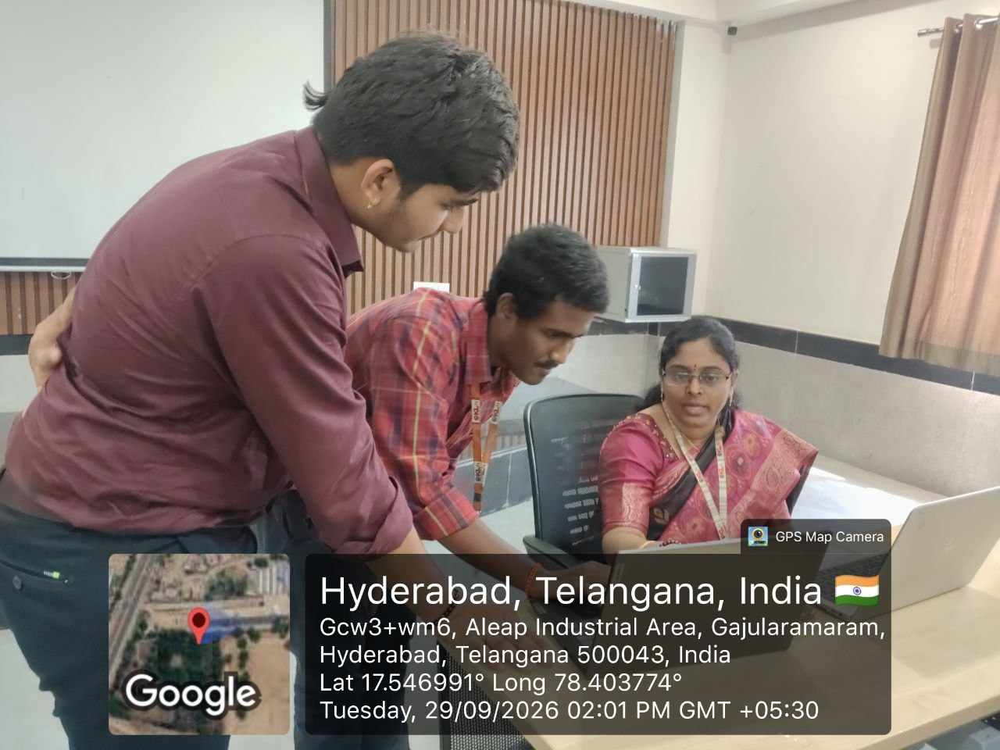 GPS Map Camera
Hyderabad, Telangana, India
Gcw3+wm6, Aleap Industrial Area, Gajularamaram,
Hyderabad, Telangana 500043, India
Lat 17.546991° Long 78.403774°
Tuesday, 29/09/2026 02:01 PM GMT +05:30
Google